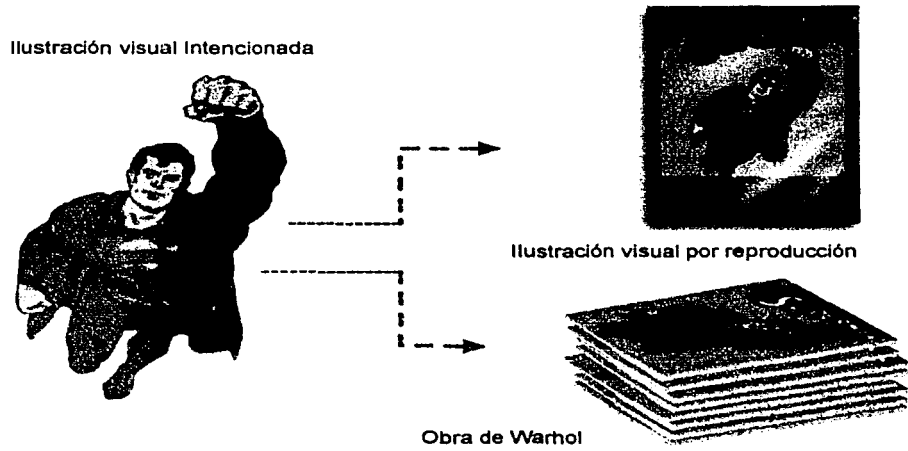 Ilustración visual Intencionada
Ilustración visual por reproducción
Obra de Warhol